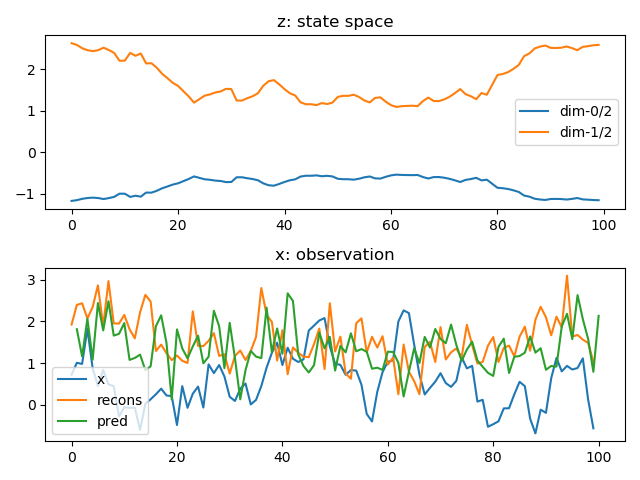 z: state space
2
1
0
−1
dim-0/2
dim-1/2
0 20 40 60 80 100
x: observation
3
2
1
0
x
recons
pred
0 20 40 60 80 100